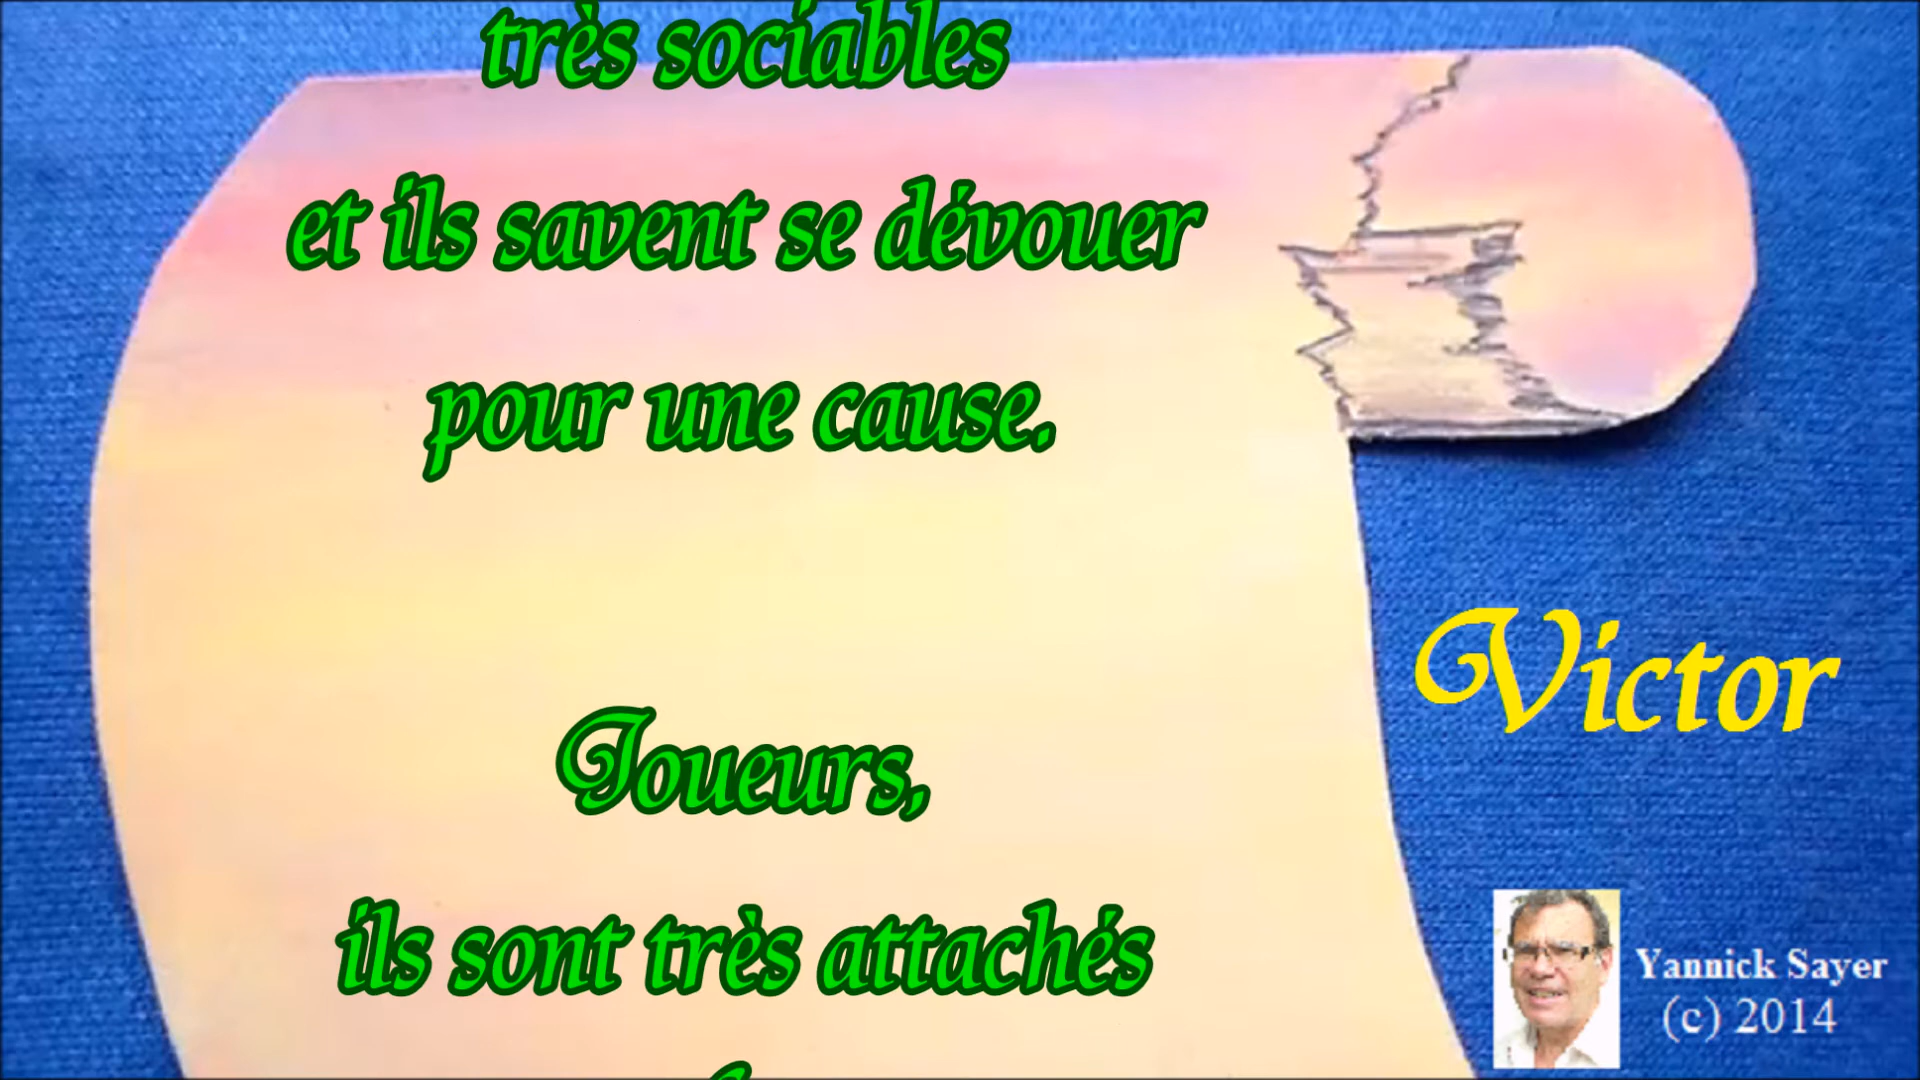 très sociables
et ils savent se dévouer
pour une cause.
Joueurs,
ils sont très attachés
Victor
Yannick Sayer
(c) 2014